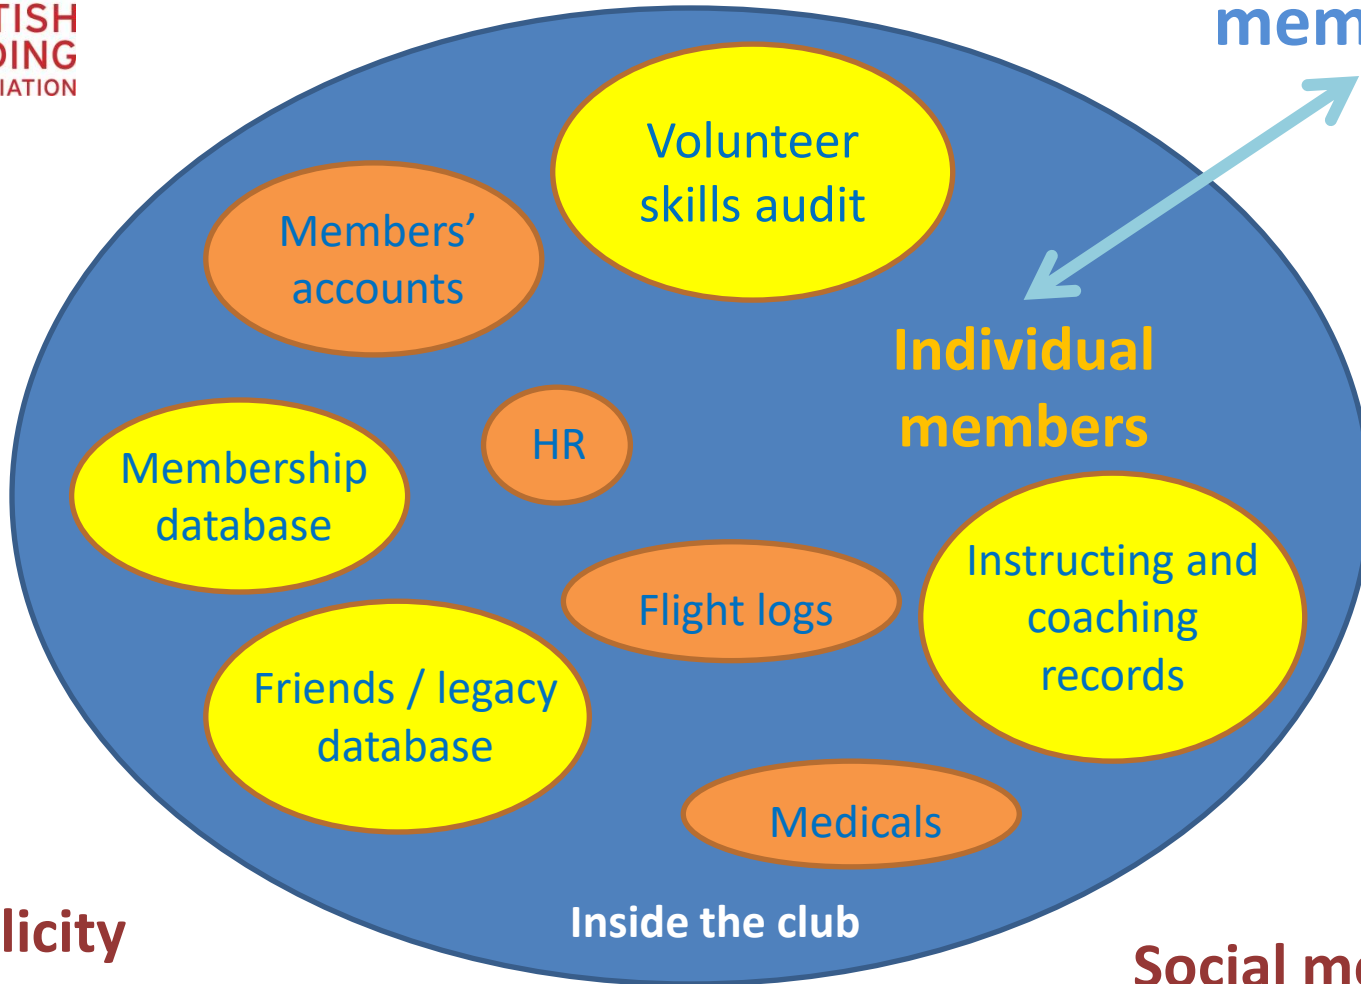 TISH
DING
IATION
mem
Volunteer
skills audit
Members’
accounts
Individual
members
HR
Membership
database
Instructing and
coaching
records
Flight logs
Friends / legacy
database
Medicals
Inside the club
licity
Social me